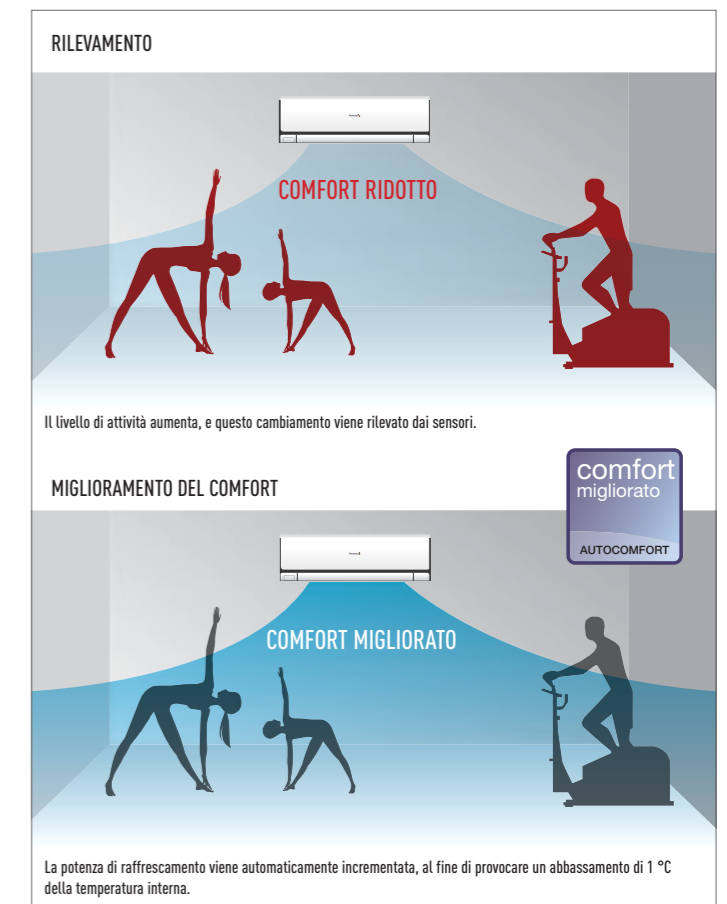 RILEVAMENTO
COMFORT RIDOTTO
Il livello di attività aumenta, e questo cambiamento viene rilevato dai sensori.
MIGLIORAMENTO DEL COMFORT
comfort
migliorato
AUTOCOMFORT
COMFORT MIGLIORATO
La potenza di raffrescamento viene automaticamente incrementata, al fine di provocare un abbassamento di 1 °C
della temperatura interna.